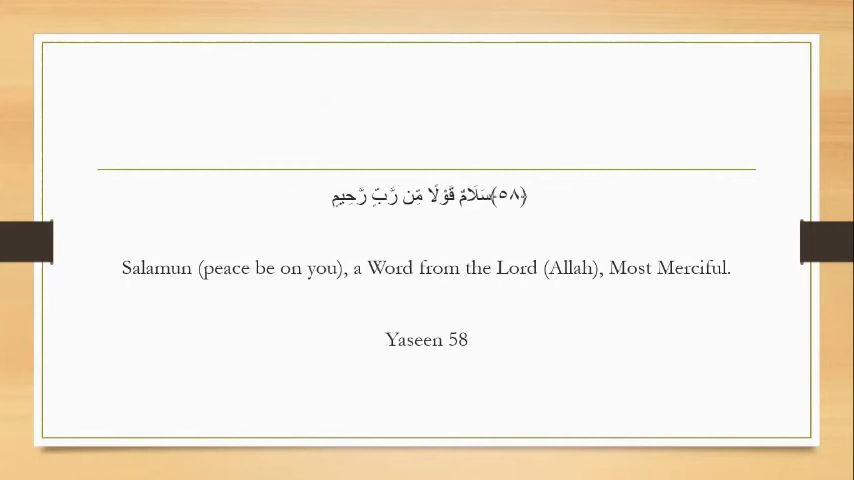 ﴿٥٨﴾سَلَامٌ قَوْلًا مِّن رَّبٍّ رَّحِيمٍ
Salamun (peace be on you), a Word from the Lord (Allah), Most Merciful.
Yaseen 58